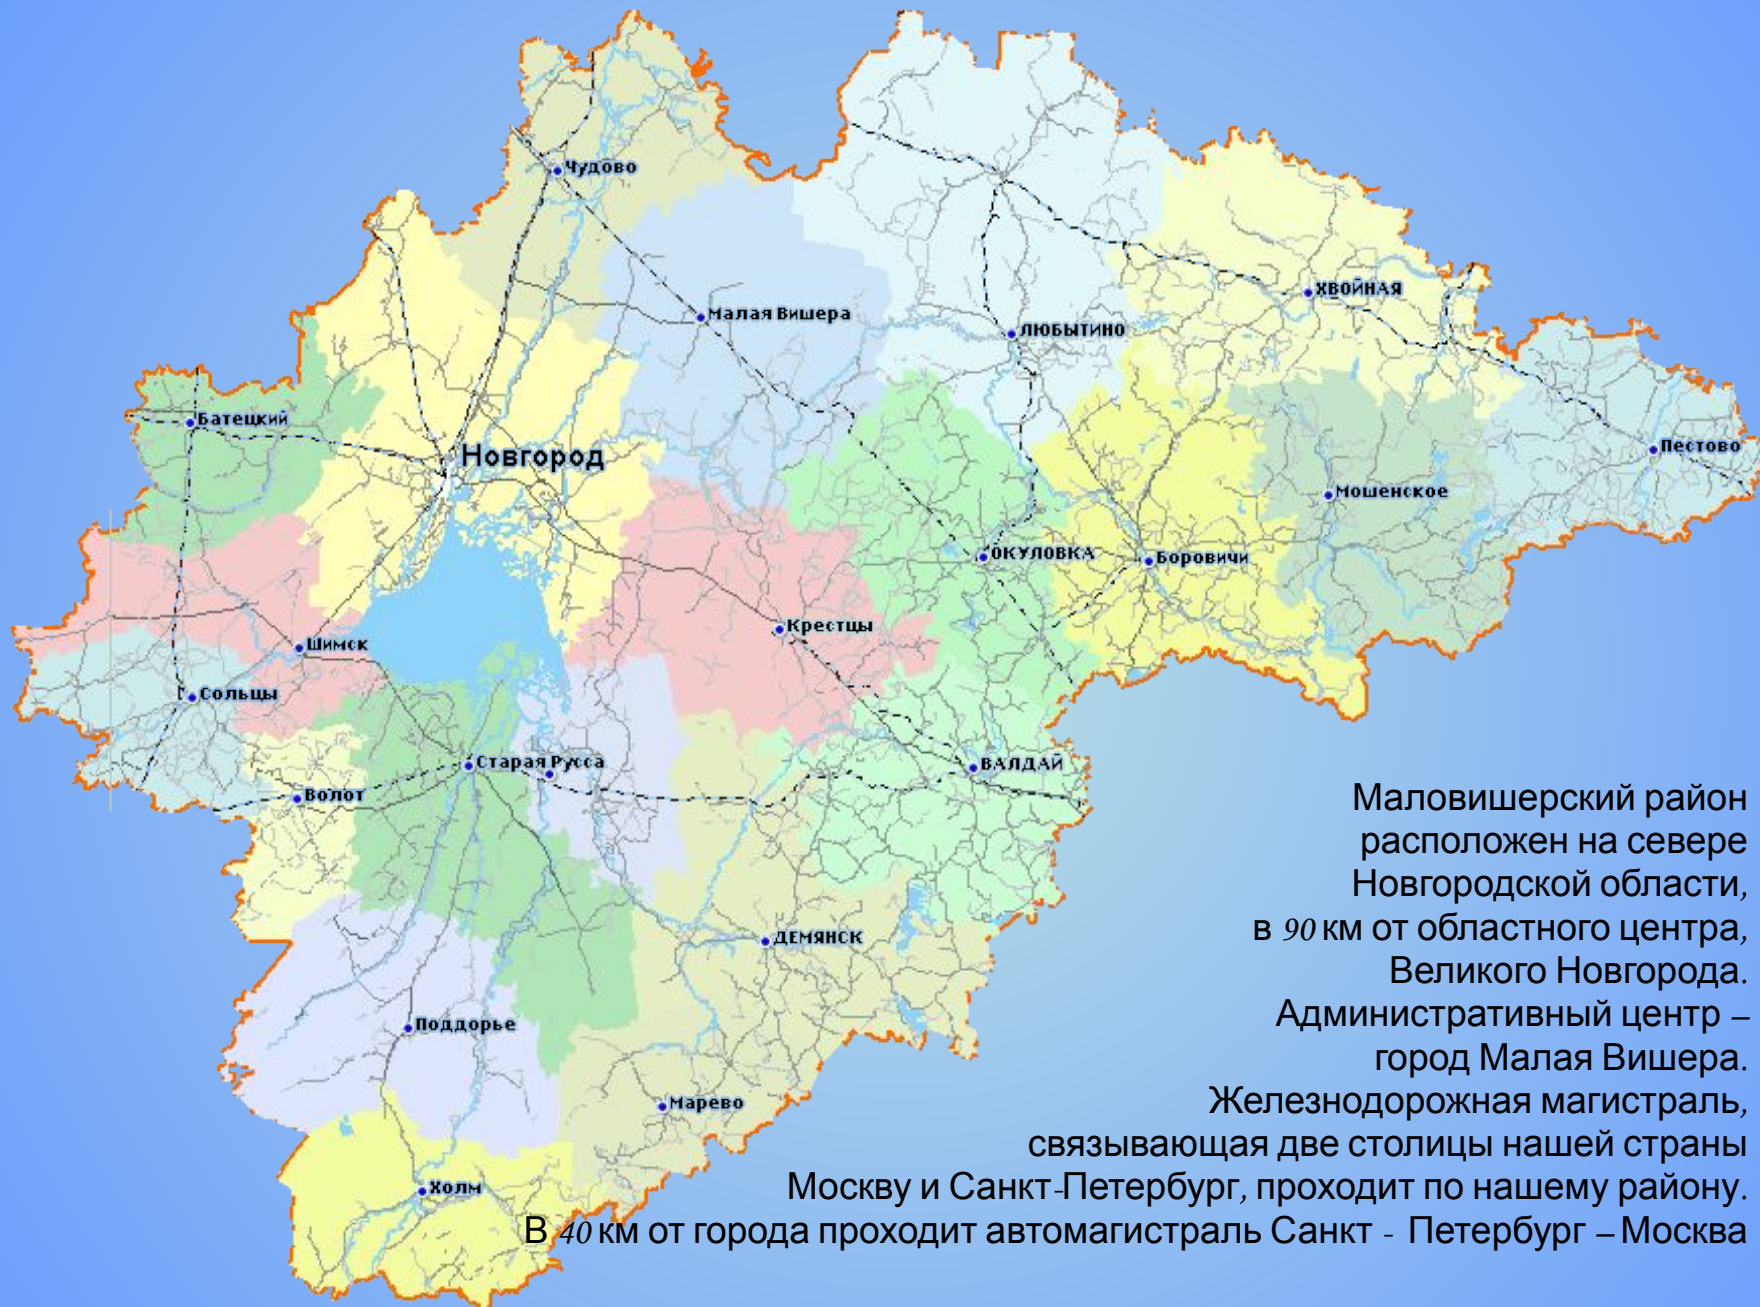 Чудово
Малая Вишера
ХВОЙНАЯ
ЛЮБЫТИНО
Батецкий
Новгород
Пестово
Мошенское
ОКУЛОВКА
Боровичи
Крестцы
Шимск
Сольцы
Старая Русса
ВАЛДАЙ
Волот
ДЕМЯНСК
Поддорье
Марево
Холм
Маловишерский район
расположен на севере
Новгородской области,
в 90 км от областного центра,
Великого Новгорода.
Административный центр –
город Малая Вишера.
Железнодорожная магистраль,
связывающая две столицы нашей страны
Москву и Санкт-Петербург, проходит по нашему району.
В 40 км от города проходит автомагистраль Санкт - Петербург – Москва